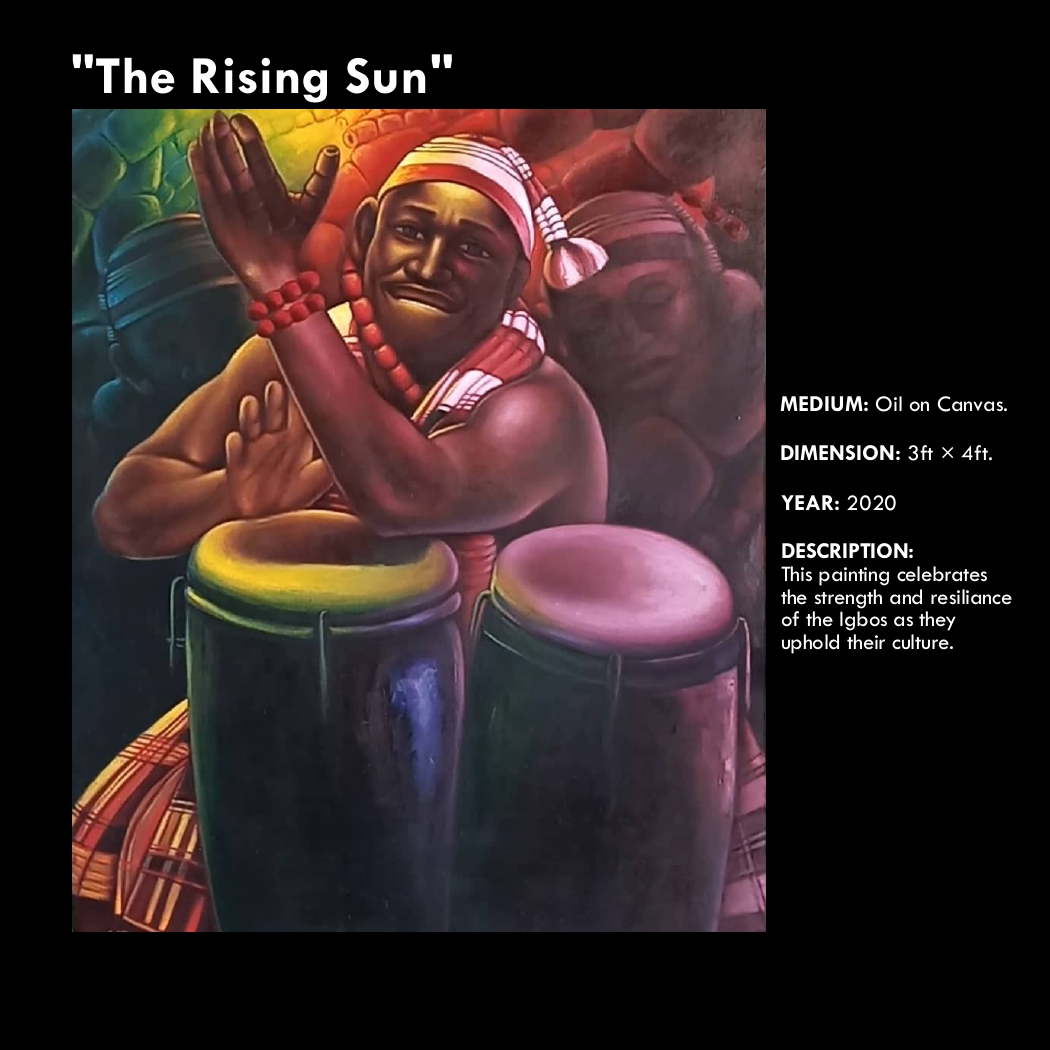 "The Rising Sun"
MEDIUM: Oil on Canvas.
DIMENSION: 3ft × 4ft.
YEAR: 2020
DESCRIPTION:
This painting celebrates
the strength and resiliance
of the Igbos as they
uphold their culture.